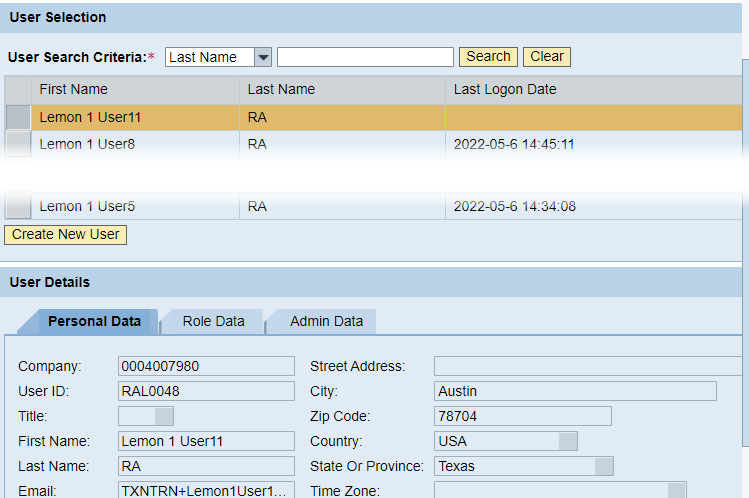 User Selection
User Search Criteria:* Last Name Search Clear
First Name Last Name Last Logon Date
Lemon 1 User11 RA
Lemon 1 User8 RA 2022-05-6 14:45:11
Lemon 1 User5 RA 2022-05-6 14:34:08
Create New User
User Details
Personal Data Role Data Admin Data
Company: 0004007980 Street Address:
User ID: RAL0048 City: Austin
Title: Zip Code: 78704
First Name: Lemon 1 User11 Country: USA
Last Name: RA State Or Province: Texas
Email: TXNTRN+Lemon1User1... Time Zone: